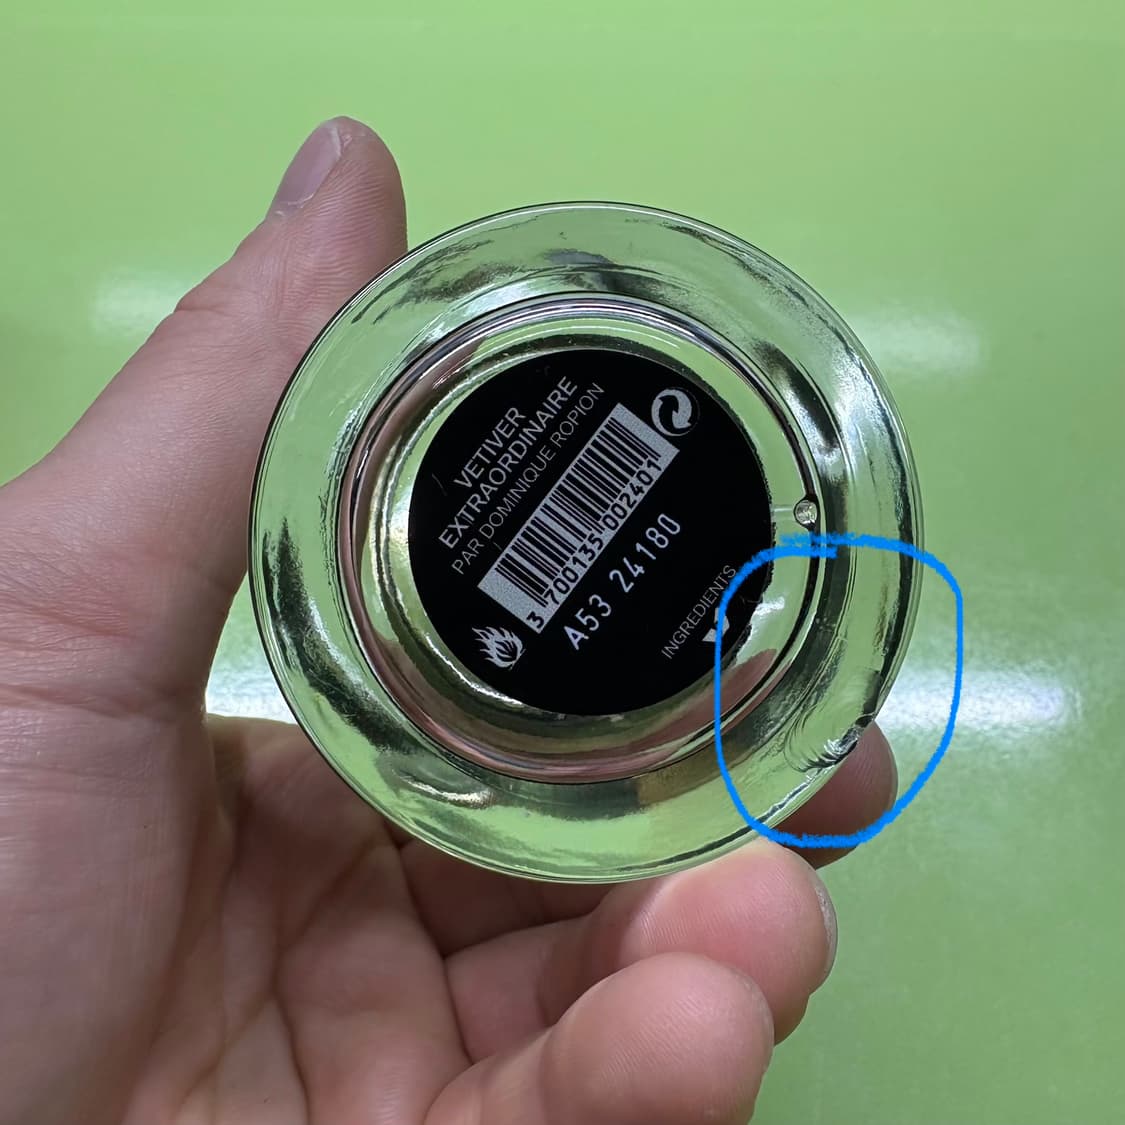 VETIVER
EXTRAORDINAIRE
PAR DOMINIQUE ROPION
3 700135 002401
A53 24180
INGREDIENTS